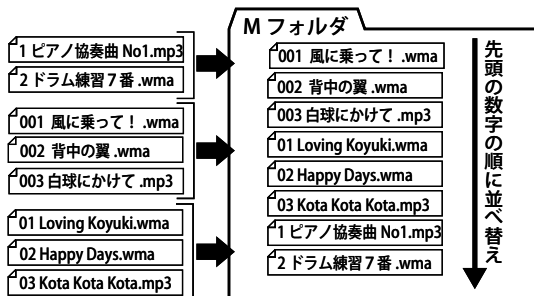 1 ピアノ協奏曲 No1.mp3
2 ドラム練習７番 .wma
001 風に乗って！ .wma
002 背中の翼 .wma
003 白球にかけて .mp3
01 Loving Koyuki.wma
02 Happy Days.wma
03 Kota Kota Kota.mp3
M フォルダ
001 風に乗って！ .wma
002 背中の翼 .wma
003 白球にかけて .mp3
01 Loving Koyuki.wma
02 Happy Days.wma
03 Kota Kota Kota.mp3
1 ピアノ協奏曲 No1.mp3
2 ドラム練習７番 .wma
先頭の数字の順に並べ替え